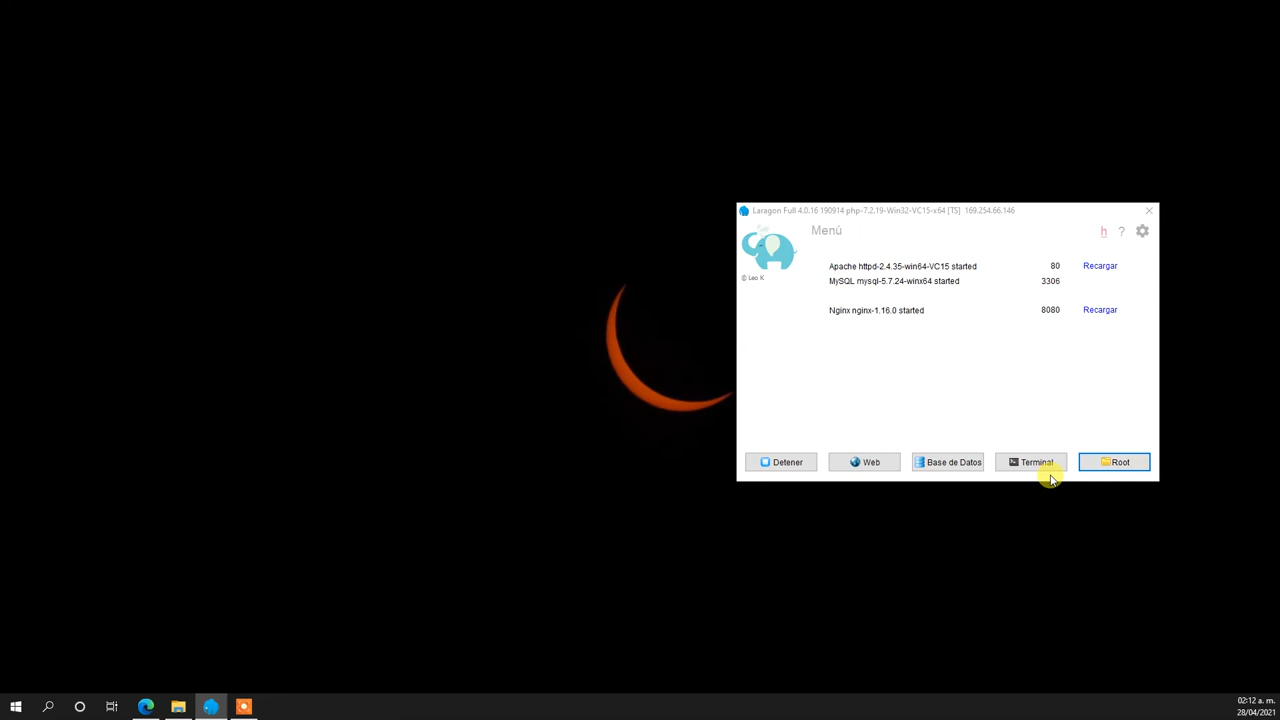 Laragon Full 4.0.16 190914 php-7.2.19-Win32-VC15-x64 [TS]   169.254.66.146
Menú
h ?
© Leo K
Apache httpd-2.4.35-win64-VC15 started 80 Recargar
MySQL mysql-5.7.24-winx64 started 3306
Nginx nginx-1.16.0 started 8080 Recargar
Detener Web Base de Datos Terminal Root
02:12 a. m.
28/04/2021